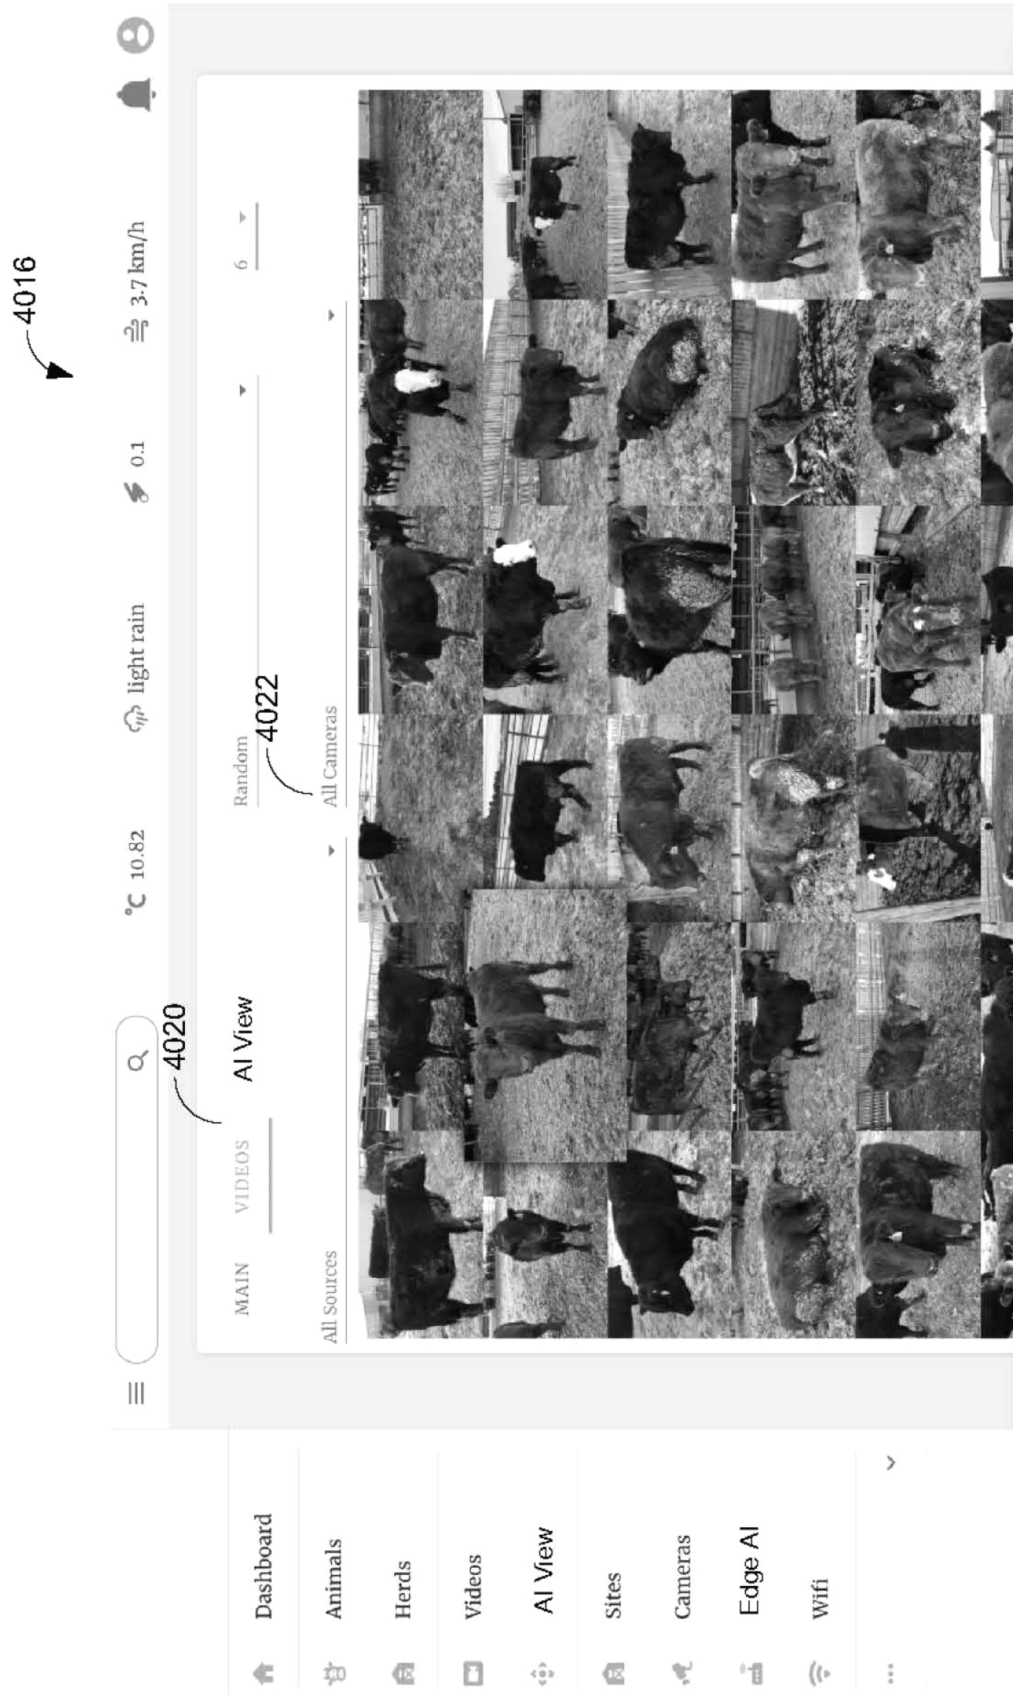 4016
°C 10.82
light rain
0.1
3.7 km/h
4020
MAIN
VIDEOS
AI View
Random
6
4022
All Sources
All Cameras
Dashboard
Animals
Herds
Videos
AI View
Sites
Cameras
Edge AI
Wifi